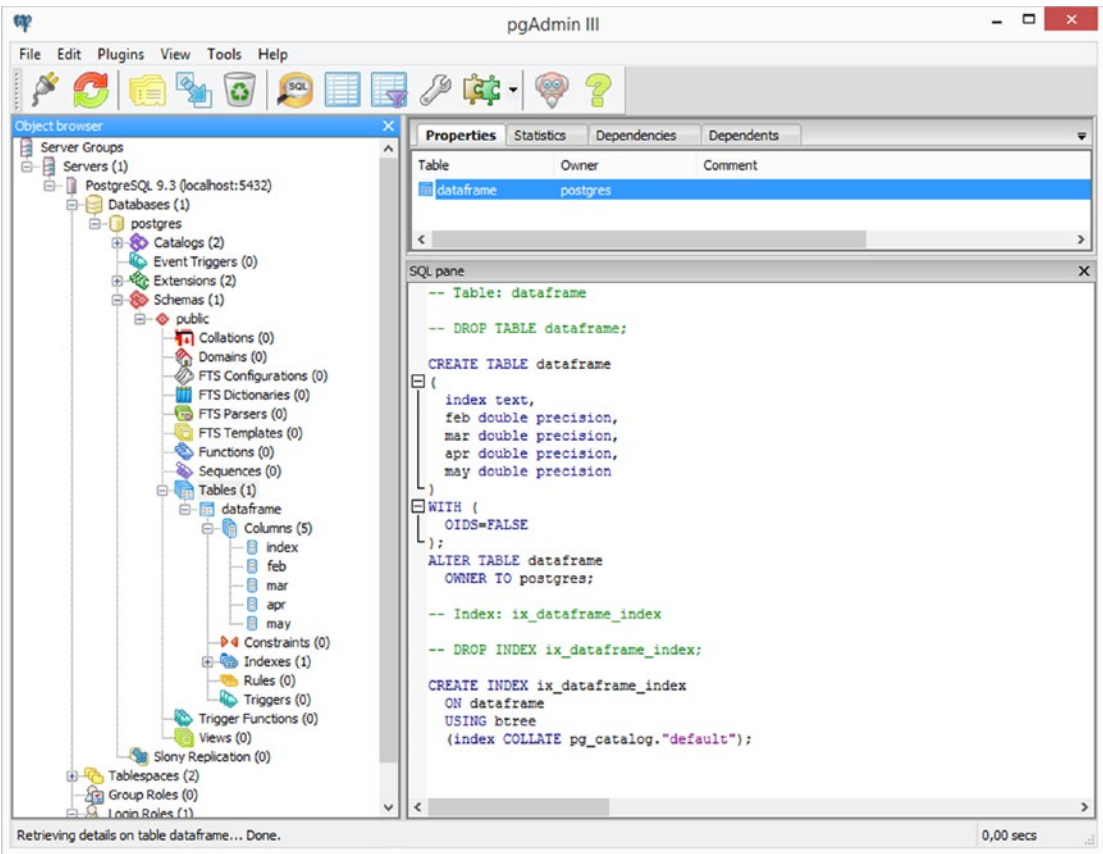 pgAdmin III
File Edit Plugins View Tools Help
SQL
Object browser
Server Groups
Servers (1)
PostgreSQL 9.3 (localhost:5432)
Databases (1)
postgres
Catalogs (2)
Event Triggers (0)
Extensions (2)
Schemas (1)
public
Collations (0)
Domains (0)
FTS Configurations (0)
FTS Dictionaries (0)
FTS Parsers (0)
FTS Templates (0)
Functions (0)
Sequences (0)
Tables (1)
dataframe
Columns (5)
index
feb
mar
apr
may
Constraints (0)
Indexes (1)
Rules (0)
Triggers (0)
Trigger Functions (0)
Views (0)
Slony Replication (0)
Tablespaces (2)
Group Roles (0)
Login Roles (1)
Properties Statistics Dependencies Dependents
Table Owner Comment
dataframe postgres
SQL pane
-- Table: dataframe
-- DROP TABLE dataframe;
CREATE TABLE dataframe
(
index text,
feb double precision,
mar double precision,
apr double precision,
may double precision
)
WITH (
OIDS=FALSE
);
ALTER TABLE dataframe
OWNER TO postgres;
-- Index: ix_dataframe_index
-- DROP INDEX ix_dataframe_index;
CREATE INDEX ix_dataframe_index
ON dataframe
USING btree
(index COLLATE pg_catalog."default");
Retrieving details on table dataframe... Done.
0,00 secs